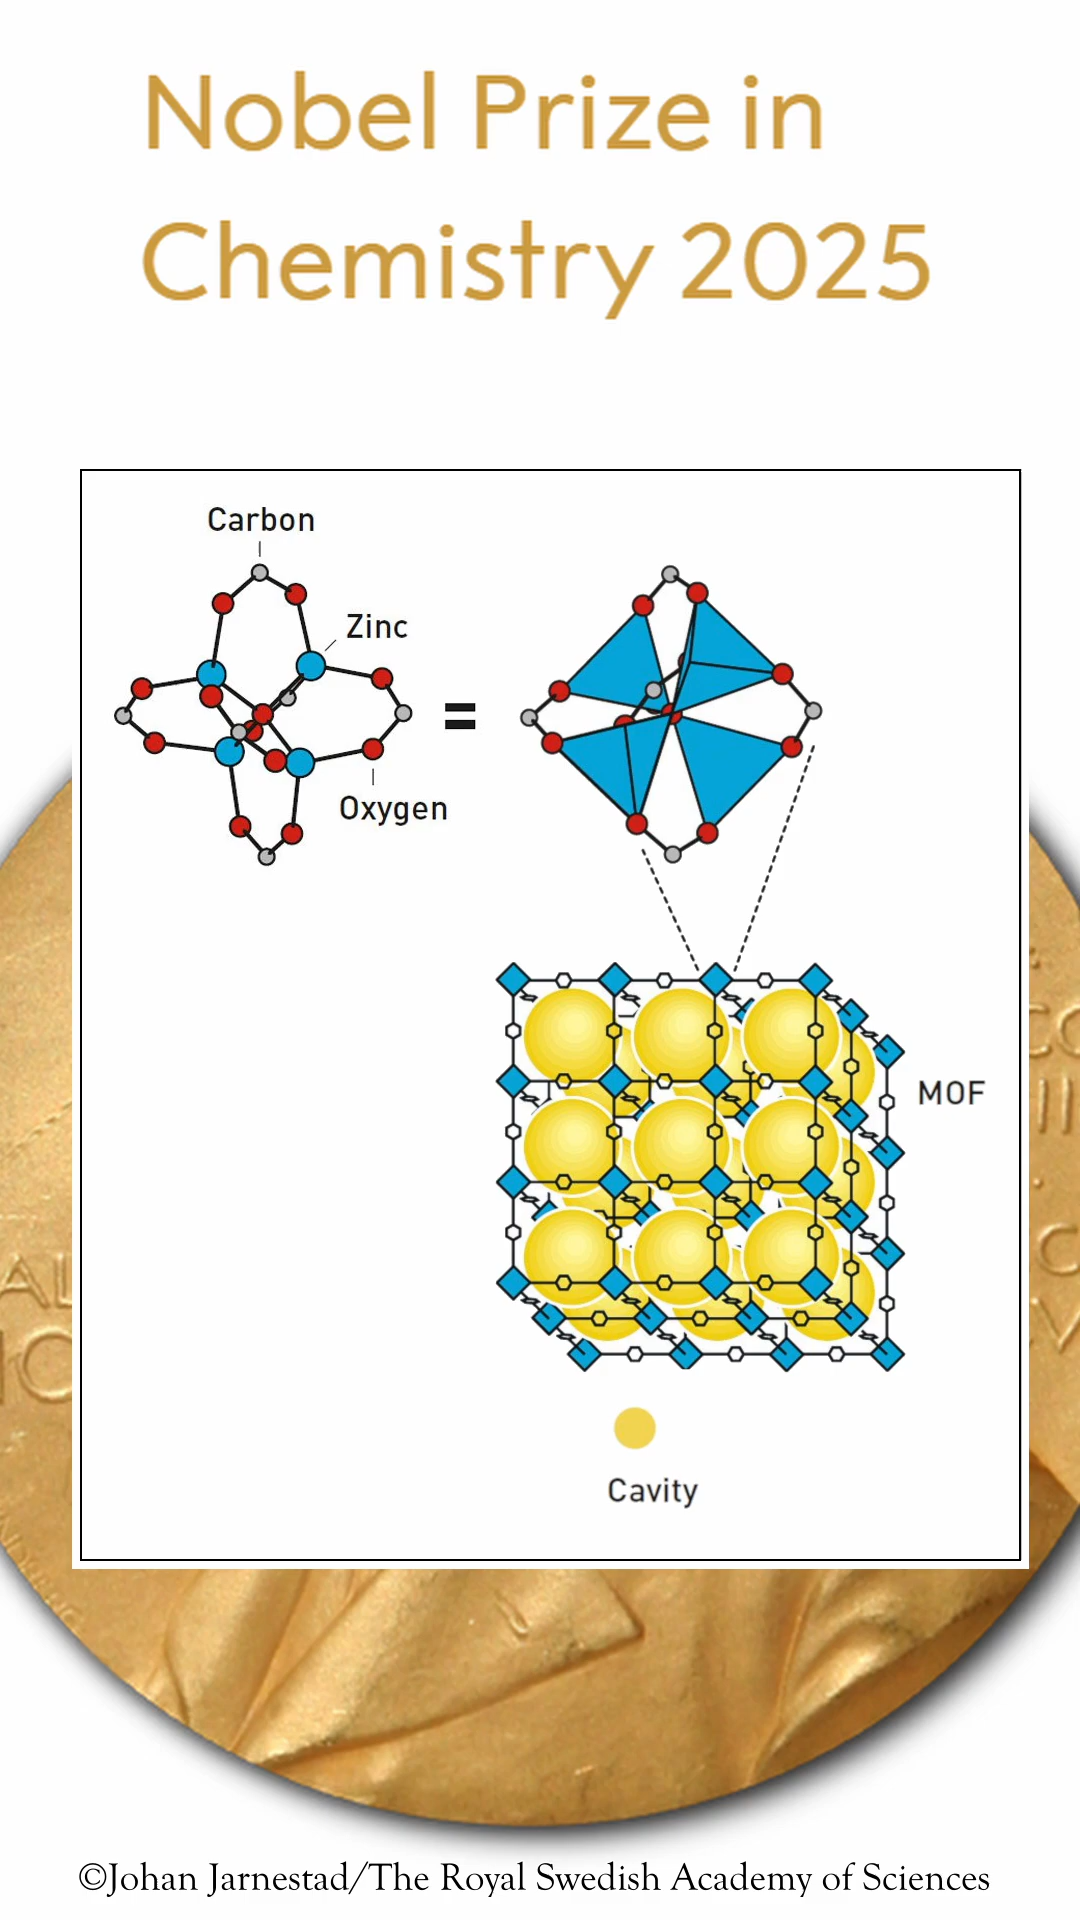 Nobel Prize in
Chemistry 2025
Carbon
Zinc
=
Oxygen
MOF
Cavity
©Johan Jarnestad/The Royal Swedish Academy of Sciences